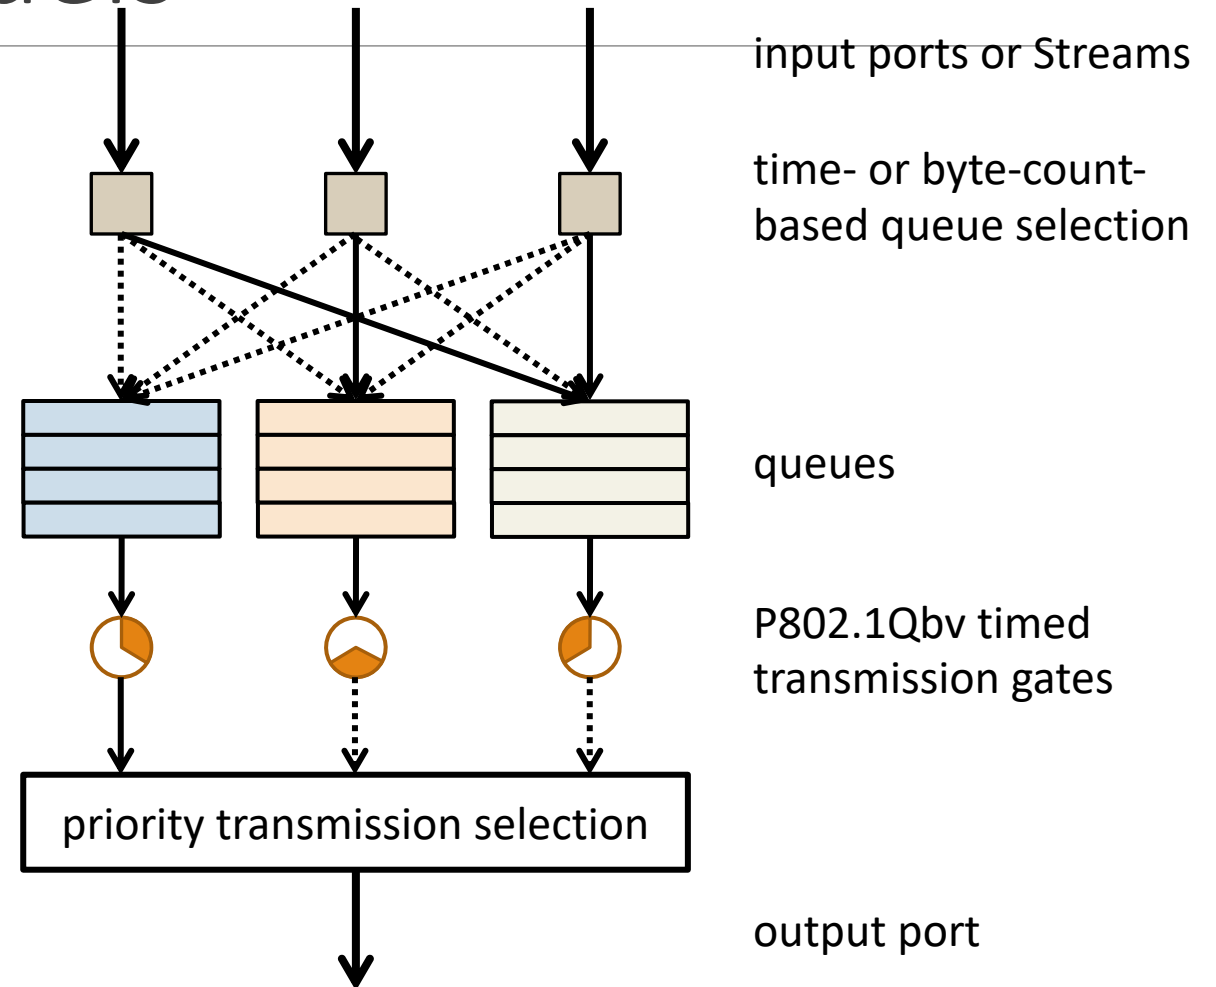 input ports or Streams
time- or byte-count-
based queue selection
queues
P802.1Qbv timed
transmission gates
priority transmission selection
output port